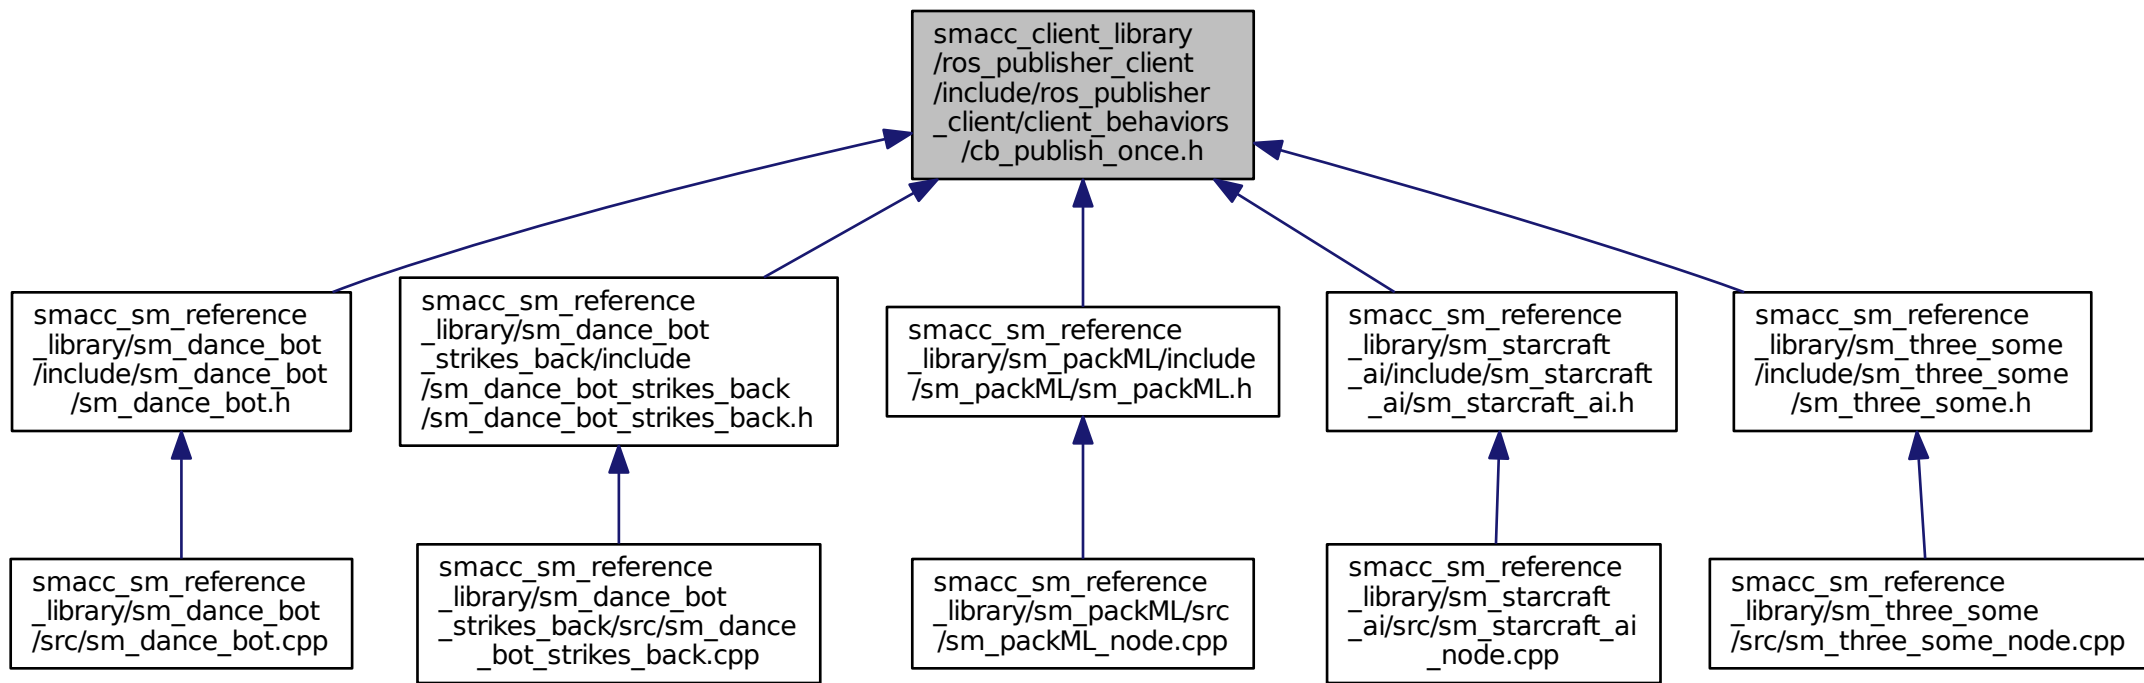 smacc_client_library
/ros_publisher_client
/include/ros_publisher
_client/client_behaviors
/cb_publish_once.h
smacc_sm_reference
_library/sm_dance_bot
/include/sm_dance_bot
/sm_dance_bot.h
smacc_sm_reference
_library/sm_dance_bot
_strikes_back/include
/sm_dance_bot_strikes_back
/sm_dance_bot_strikes_back.h
smacc_sm_reference
_library/sm_packML/include
/sm_packML/sm_packML.h
smacc_sm_reference
_library/sm_starcraft
_ai/include/sm_starcraft
_ai/sm_starcraft_ai.h
smacc_sm_reference
_library/sm_three_some
/include/sm_three_some
/sm_three_some.h
smacc_sm_reference
_library/sm_dance_bot
/src/sm_dance_bot.cpp
smacc_sm_reference
_library/sm_dance_bot
_strikes_back/src/sm_dance
_bot_strikes_back.cpp
smacc_sm_reference
_library/sm_packML/src
/sm_packML_node.cpp
smacc_sm_reference
_library/sm_starcraft
_ai/src/sm_starcraft_ai
_node.cpp
smacc_sm_reference
_library/sm_three_some
/src/sm_three_some_node.cpp